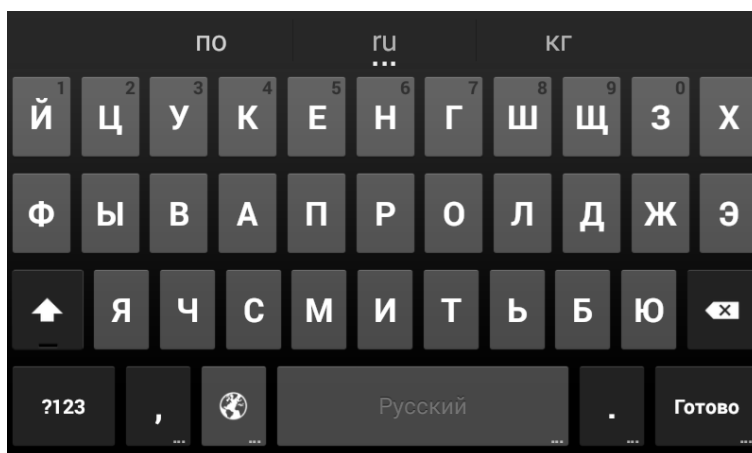 по ru кг
1 2 3 4 5 6 7 8 9 0
Й Ц У К Е Н Г Ш Щ З Х
Ф Ы В А П Р О Л Д Ж Э
Я Ч С М И Т Ь Б Ю
?123 , Русский . Готово